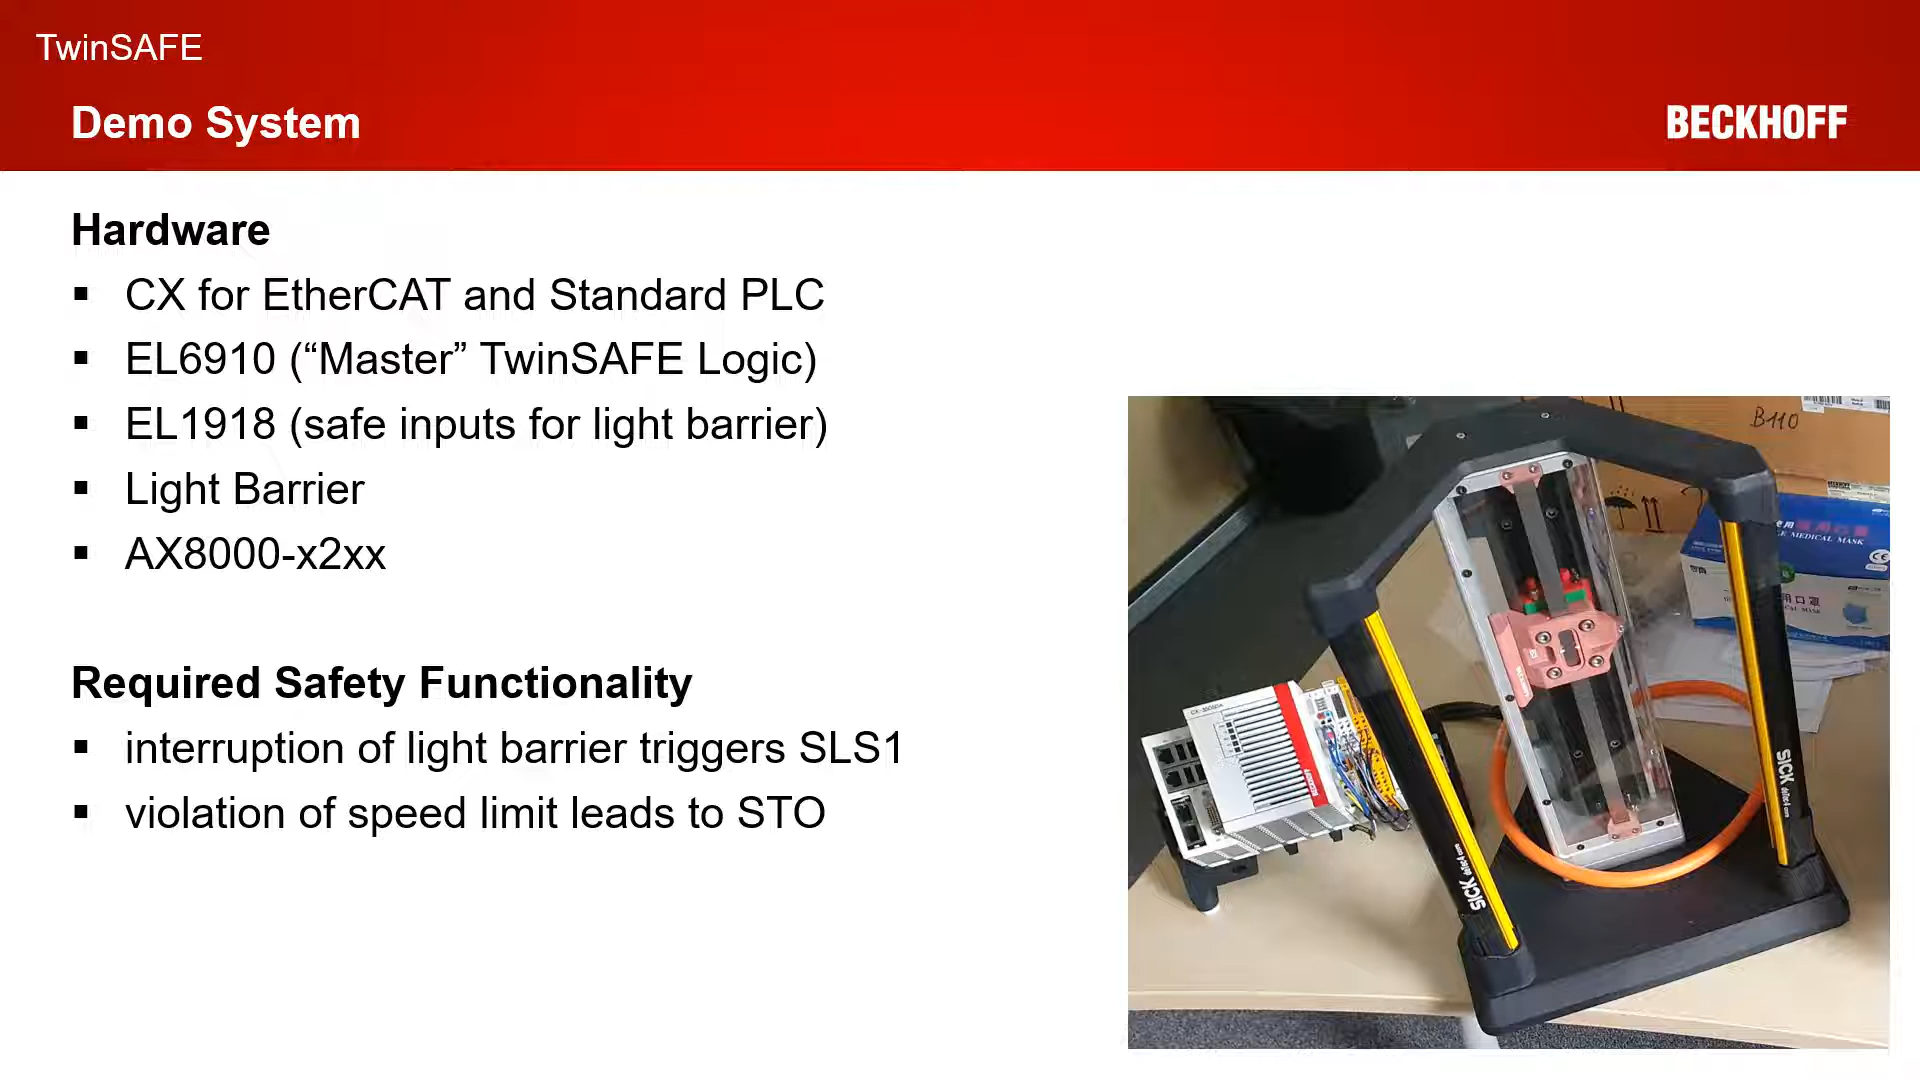 TwinSAFE
Demo System
BECKHOFF
Hardware
▪ CX for EtherCAT and Standard PLC
▪ EL6910 (“Master” TwinSAFE Logic)
▪ EL1918 (safe inputs for light barrier)
▪ Light Barrier
▪ AX8000-x2xx
Required Safety Functionality
▪ interruption of light barrier triggers SLS1
▪ violation of speed limit leads to STO
B110
MEDICAL MASK
SICK
SICK
BECKHOFF